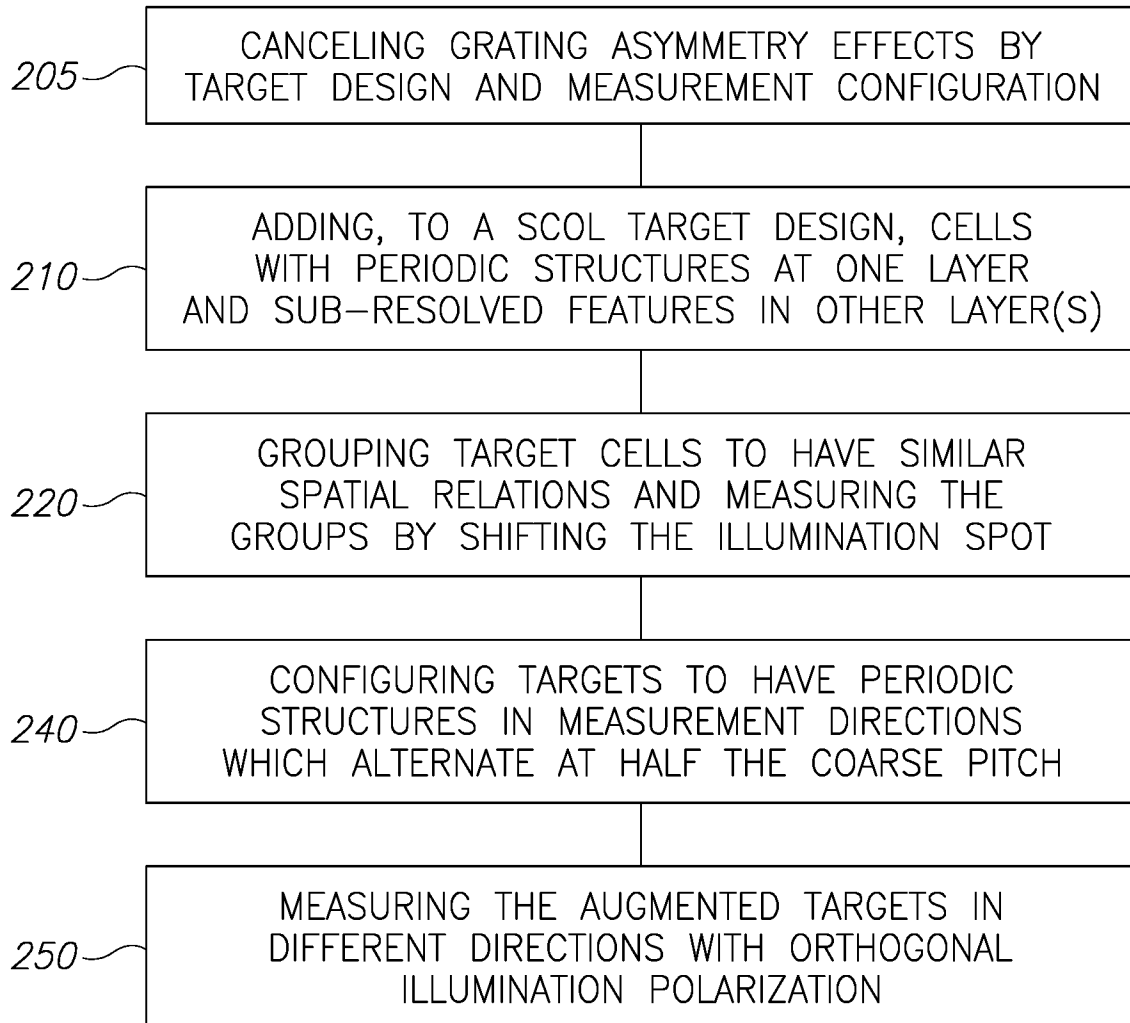 205
CANCELING GRATING ASYMMETRY EFFECTS BY
TARGET DESIGN AND MEASUREMENT CONFIGURATION
210
ADDING, TO A SCOL TARGET DESIGN, CELLS
WITH PERIODIC STRUCTURES AT ONE LAYER
AND SUB-RESOLVED FEATURES IN OTHER LAYER(S)
220
GROUPING TARGET CELLS TO HAVE SIMILAR
SPATIAL RELATIONS AND MEASURING THE
GROUPS BY SHIFTING THE ILLUMINATION SPOT
240
CONFIGURING TARGETS TO HAVE PERIODIC
STRUCTURES IN MEASUREMENT DIRECTIONS
WHICH ALTERNATE AT HALF THE COARSE PITCH
250
MEASURING THE AUGMENTED TARGETS IN
DIFFERENT DIRECTIONS WITH ORTHOGONAL
ILLUMINATION POLARIZATION